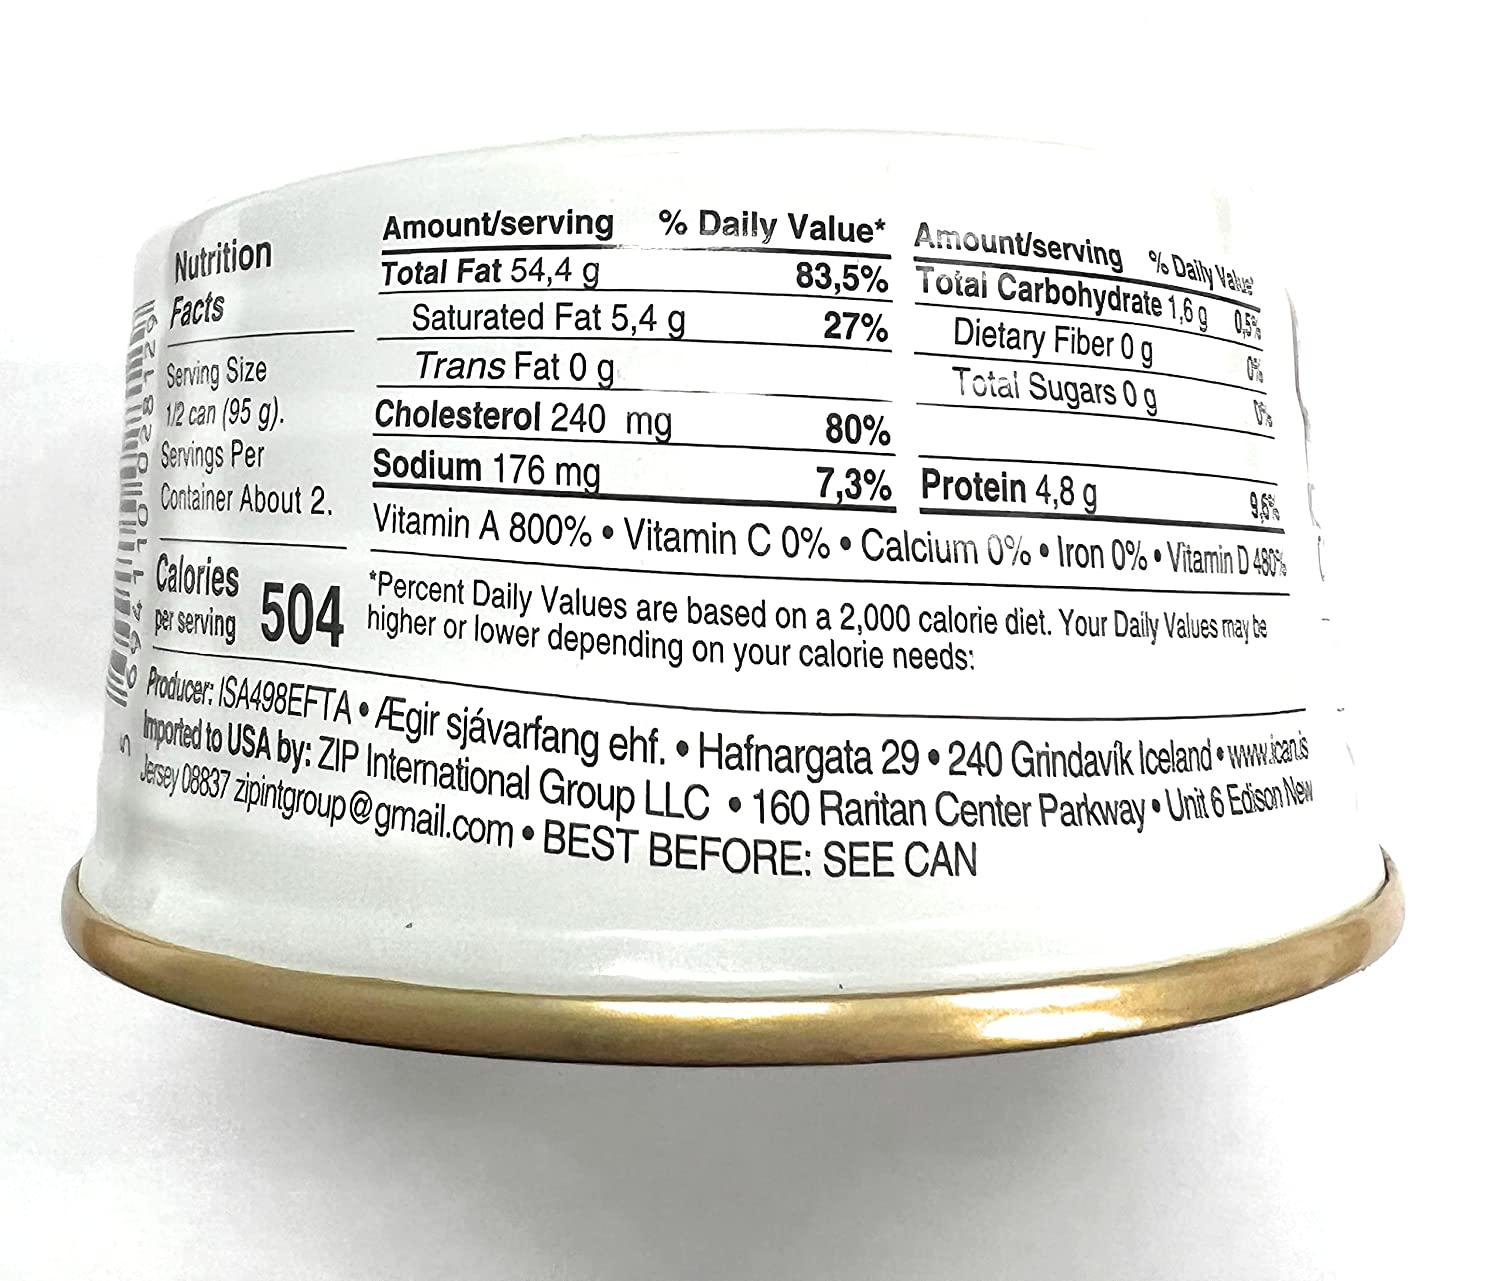 Nutrition
Facts
Serving Size
1/2 can (95 g).
Servings Per
Container About 2.
Calories
per serving 504
Amount/serving % Daily Value*
Total Fat 54,4 g 83,5%
Saturated Fat 5,4 g 27%
Trans Fat 0 g
Cholesterol 240 mg 80%
Sodium 176 mg 7,3%
Amount/serving % Daily Value*
Total Carbohydrate 1,6 g 0,5%
Dietary Fiber 0 g 0%
Total Sugars 0 g 0%
Protein 4,8 g 9,6%
Vitamin A 800% • Vitamin C 0% • Calcium 0% • Iron 0% • Vitamin D 480%
*Percent Daily Values are based on a 2,000 calorie diet. Your Daily Values may be
higher or lower depending on your calorie needs:
Producer: ISA498EFTA • Ægir sjávarfang ehf. • Hafnargata 29 • 240 Grindavík Iceland • www.ican.is
Imported to USA by: ZIP International Group LLC • 160 Raritan Center Parkway • Unit 6 Edison New
Jersey 08837 zipintgroup@gmail.com • BEST BEFORE: SEE CAN